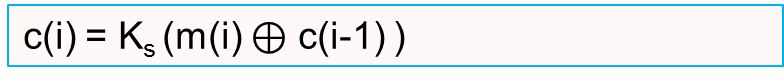 c(i) = Kₛ (m(i) ⊕ c(i-1) )